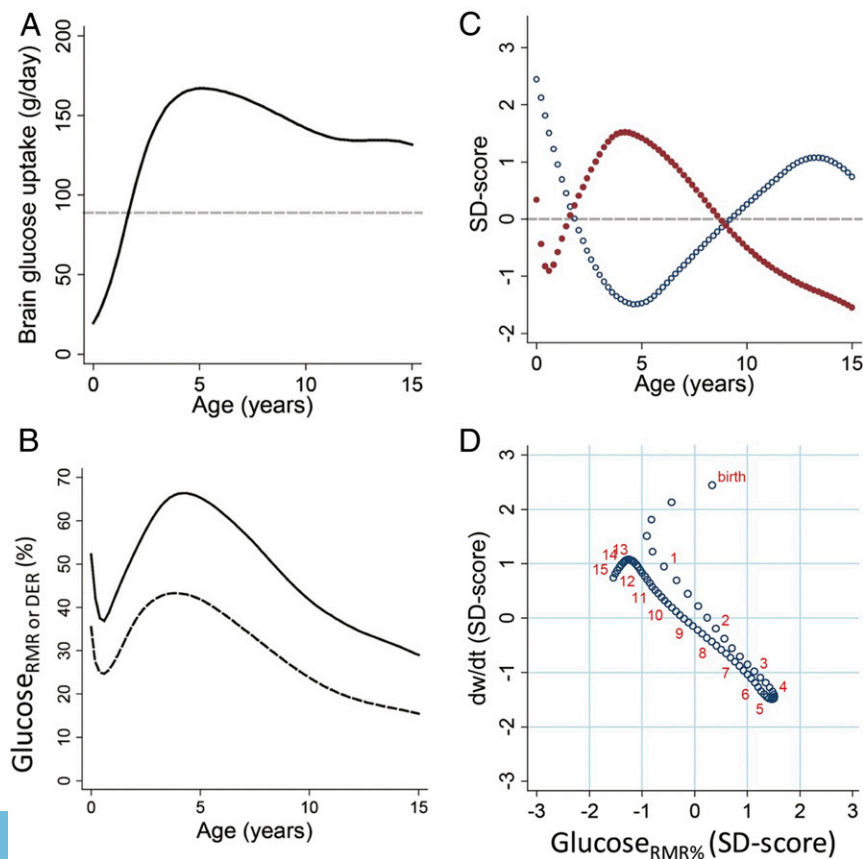 A
Brain glucose uptake (g/day)
200
150
100
50
0
0 5 10 15
Age (years)
C
SD-score
3
2
1
0
-1
-2
0 5 10 15
Age (years)
B
Glucose RMR or DER (%)
70
60
50
40
30
20
10
0
0 5 10 15
Age (years)
D
dw/dt (SD-score)
3
2
1
0
-1
-2
-3
birth
1
2
3
4
5
6
7
8
9
10
11
12
13
14
15
-3 -2 -1 0 1 2 3
Glucose RMR% (SD-score)